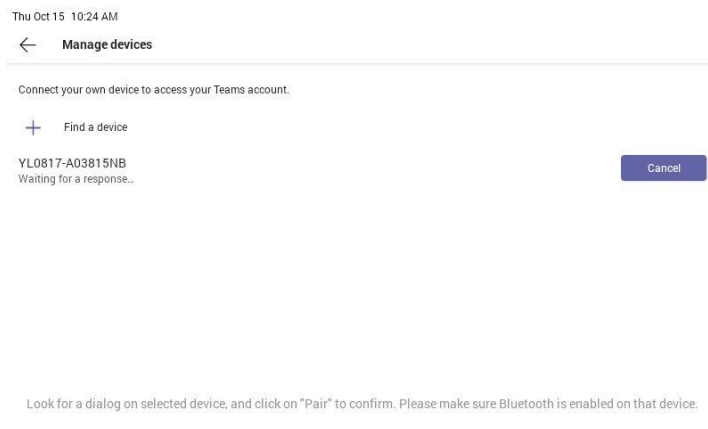 Thu Oct 15 10:24 AM
Manage devices
Connect your own device to access your Teams account.
Find a device
YL0817-A03815NB
Cancel
Waiting for a response...
Look for a dialog on selected device, and click on "Pair" to confirm. Please make sure Bluetooth is enabled on that device.